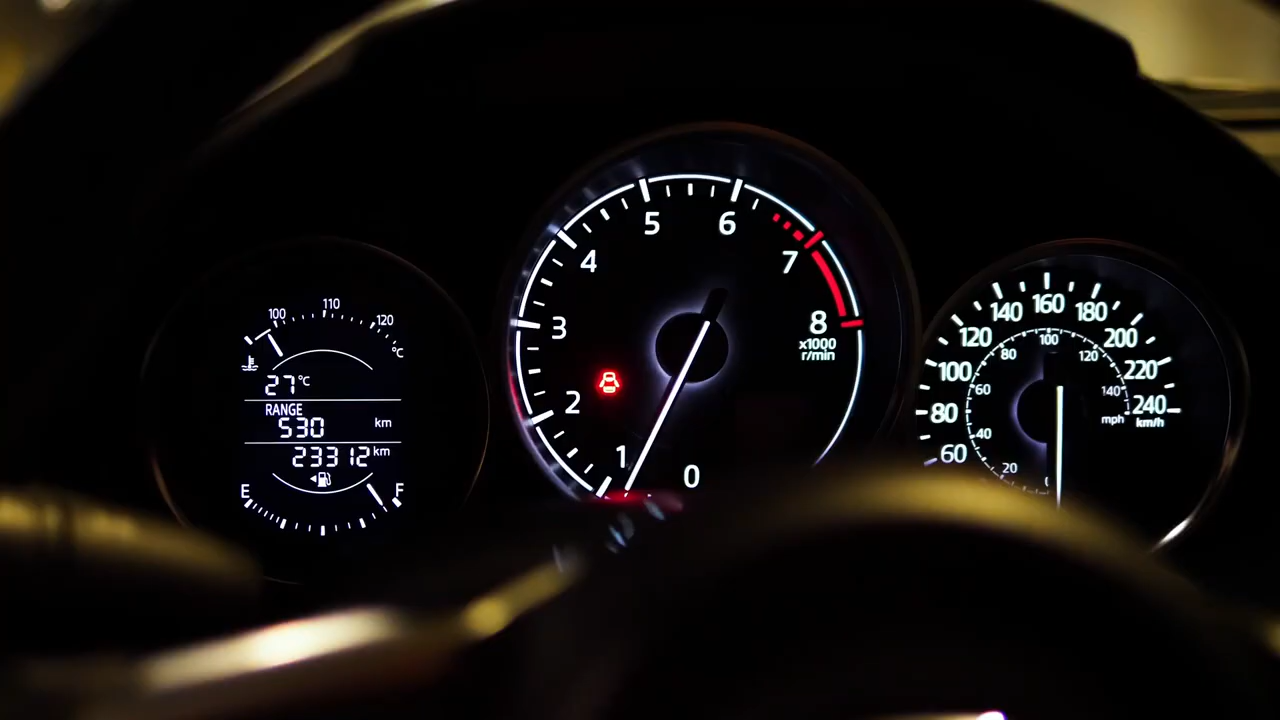 100 110 120
°C
27°C
RANGE
530 km
23312 km
E F
0 1 2 3 4 5 6 7 8
x1000
r/min
60 80 100 120 140 160 180 200 220 240
km/h
0 20 40 60 80 100 120 140
mph